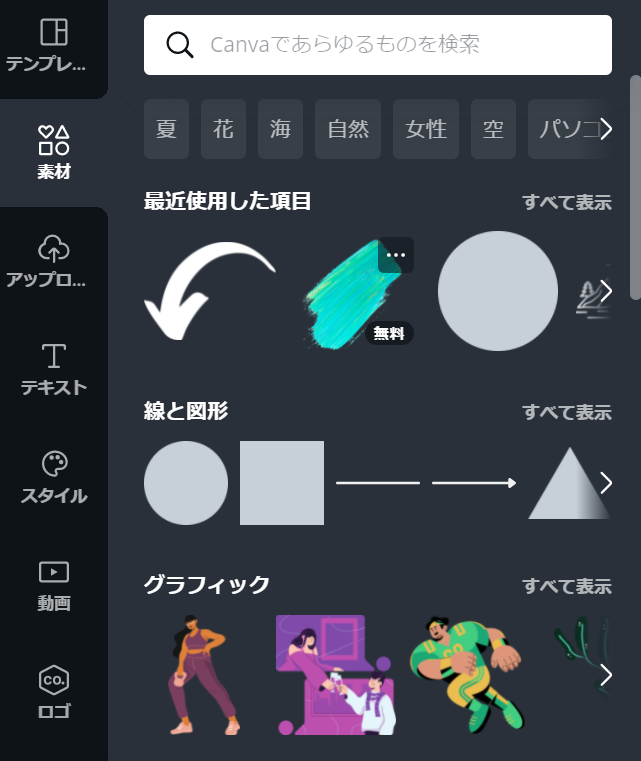 テンプレ...
素材
アップロ...
テキスト
スタイル
動画
CO.
ロゴ
Canvaであらゆるものを検索
夏 花 海 自然 女性 空 パソコ
最近使用した項目 すべて表示
無料
線と図形 すべて表示
グラフィック すべて表示